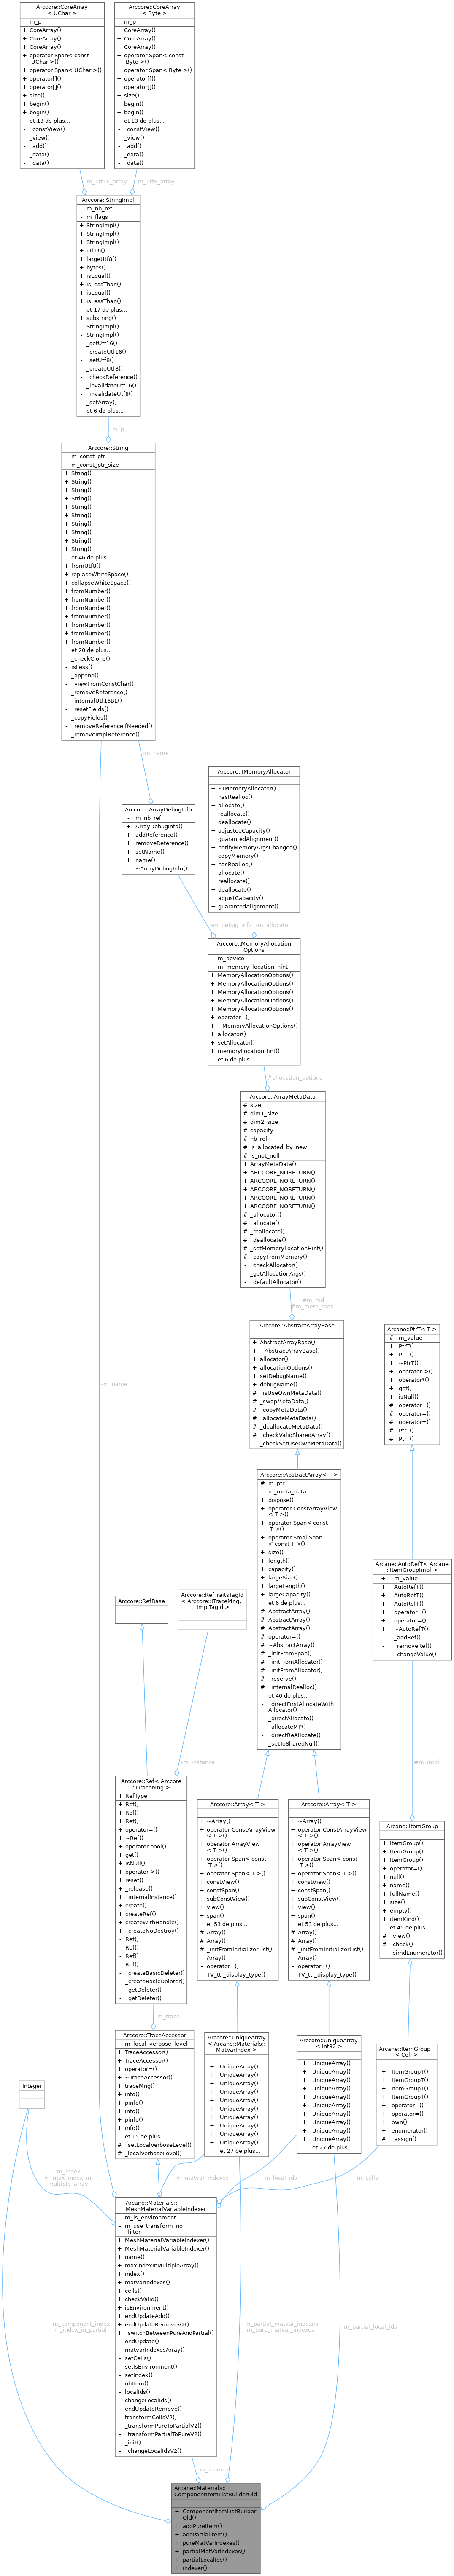 Arccore::CoreArray
< UChar >
- m_p
+ CoreArray()
+ CoreArray()
+ CoreArray()
+ operator Span< const
UChar >()
+ operator Span< UChar >()
+ operator[]()
+ operator[]()
+ size()
+ begin()
+ begin()
et 13 de plus...
- _constView()
- _view()
- _add()
- _data()
- _data()
Arccore::CoreArray
< Byte >
- m_p
+ CoreArray()
+ CoreArray()
+ CoreArray()
+ operator Span< const
Byte >()
+ operator Span< Byte >()
+ operator[]()
+ operator[]()
+ size()
+ begin()
+ begin()
et 13 de plus...
- _constView()
- _view()
- _add()
- _data()
- _data()
-m_utf16_array
-m_utf8_array
Arccore::StringImpl
- m_nb_ref
- m_flags
+ StringImpl()
+ StringImpl()
+ StringImpl()
+ utf16()
+ largeUtf8()
+ bytes()
+ isEqual()
+ isLessThan()
+ isEqual()
+ isLessThan()
et 17 de plus...
+ substring()
- StringImpl()
- StringImpl()
- _setUtf16()
- _createUtf16()
- _setUtf8()
- _createUtf8()
- _checkReference()
- _invalidateUtf16()
- _invalidateUtf8()
- _setArray()
et 6 de plus...
-m_p
Arccore::String
- m_const_ptr
- m_const_ptr_size
+ String()
+ String()
+ String()
+ String()
+ String()
+ String()
+ String()
+ String()
+ String()
+ String()
et 46 de plus...
+ fromUtf8()
+ replaceWhiteSpace()
+ collapseWhiteSpace()
+ fromNumber()
+ fromNumber()
+ fromNumber()
+ fromNumber()
+ fromNumber()
+ fromNumber()
+ fromNumber()
et 20 de plus...
- _checkClone()
- isLess()
- _append()
- _viewFromConstChar()
- _removeReference()
- _internalUtf16BE()
- _resetFields()
- _copyFields()
- _removeReferenceIfNeeded()
- _removeImplReference()
-m_name
Arccore::ArrayDebugInfo
- m_nb_ref
+ ArrayDebugInfo()
+ addReference()
+ removeReference()
+ setName()
+ name()
- ~ArrayDebugInfo()
Arccore::IMemoryAllocator
+ ~IMemoryAllocator()
+ hasRealloc()
+ allocate()
+ reallocate()
+ deallocate()
+ adjustedCapacity()
+ guarantedAlignment()
+ notifyMemoryArgsChanged()
+ copyMemory()
+ hasRealloc()
+ allocate()
+ reallocate()
+ deallocate()
+ adjustCapacity()
+ guarantedAlignment()
-m_debug_info
-m_allocator
Arccore::MemoryAllocation
Options
- m_device
- m_memory_location_hint
+ MemoryAllocationOptions()
+ MemoryAllocationOptions()
+ MemoryAllocationOptions()
+ MemoryAllocationOptions()
+ MemoryAllocationOptions()
+ operator=()
+ ~MemoryAllocationOptions()
+ allocator()
+ setAllocator()
+ memoryLocationHint()
et 6 de plus...
#allocation_options
Arccore::ArrayMetaData
# size
# dim1_size
# dim2_size
# capacity
# nb_ref
# is_allocated_by_new
# is_not_null
+ ArrayMetaData()
+ ARCCORE_NORETURN()
+ ARCCORE_NORETURN()
+ ARCCORE_NORETURN()
+ ARCCORE_NORETURN()
+ ARCCORE_NORETURN()
# _allocator()
# _allocate()
# _reallocate()
# _deallocate()
# _setMemoryLocationHint()
# _copyFromMemory()
- _checkAllocator()
- _getAllocationArgs()
- _defaultAllocator()
#m_md
#m_meta_data
Arccore::AbstractArrayBase
+ AbstractArrayBase()
+ ~AbstractArrayBase()
+ allocator()
+ allocationOptions()
+ setDebugName()
+ debugName()
# _isUseOwnMetaData()
# _swapMetaData()
# _copyMetaData()
# _allocateMetaData()
# _deallocateMetaData()
# _checkValidSharedArray()
- _checkSetUseOwnMetaData()
Arcane::PtrT< T >
# m_value
+ PtrT()
+ PtrT()
+ ~PtrT()
+ operator->()
+ operator*()
+ get()
+ isNull()
# operator=()
# operator=()
# operator=()
# PtrT()
# PtrT()
-m_name
Arccore::AbstractArray< T >
# m_ptr
- m_meta_data
+ dispose()
+ operator ConstArrayView
< T >()
+ operator Span< const
T >()
+ operator SmallSpan
< const T >()
+ size()
+ length()
+ capacity()
+ largeSize()
+ largeLength()
+ largeCapacity()
et 6 de plus...
# AbstractArray()
# AbstractArray()
# AbstractArray()
# operator=()
# ~AbstractArray()
# _initFromSpan()
# _initFromAllocator()
# _initFromAllocator()
# _reserve()
# _internalRealloc()
et 40 de plus...
- _directFirstAllocateWith
Allocator()
- _directAllocate()
- _allocateMP()
- _directReAllocate()
- _setToSharedNull()
Arcane::AutoRefT< Arcane
::ItemGroupImpl >
+ m_value
+ AutoRefT()
+ AutoRefT()
+ AutoRefT()
+ operator=()
+ operator=()
+ ~AutoRefT()
- _addRef()
- _removeRef()
- _changeValue()
Arccore::RefBase
Arccore::RefTraitsTagId
< Arccore::ITraceMng,
ImplTagId >
-m_instance
#m_impl
Arccore::Ref< Arccore
::ITraceMng >
+ RefType
+ Ref()
+ Ref()
+ Ref()
+ operator=()
+ ~Ref()
+ operator bool()
+ get()
+ isNull()
+ operator->()
+ reset()
+ _release()
+ _internalInstance()
+ create()
+ createRef()
+ createWithHandle()
+ _createNoDestroy()
- Ref()
- Ref()
- Ref()
- Ref()
- _createBasicDeleter()
- _createBasicDeleter()
- _getDeleter()
- _getDeleter()
Arccore::Array< T >
+ ~Array()
+ operator ConstArrayView
< T >()
+ operator ArrayView
< T >()
+ operator Span< const
T >()
+ operator Span< T >()
+ constView()
+ constSpan()
+ subConstView()
+ view()
+ span()
et 53 de plus...
# Array()
# Array()
# _initFromInitializerList()
- Array()
- operator=()
- TV_ttf_display_type()
Arccore::Array< T >
+ ~Array()
+ operator ConstArrayView
< T >()
+ operator ArrayView
< T >()
+ operator Span< const
T >()
+ operator Span< T >()
+ constView()
+ constSpan()
+ subConstView()
+ view()
+ span()
et 53 de plus...
# Array()
# Array()
# _initFromInitializerList()
- Array()
- operator=()
- TV_ttf_display_type()
Arcane::ItemGroup
+ ItemGroup()
+ ItemGroup()
+ ItemGroup()
+ operator=()
+ null()
+ name()
+ fullName()
+ size()
+ empty()
+ itemKind()
et 45 de plus...
# _view()
# _check()
- _simdEnumerator()
-m_trace
Arccore::TraceAccessor
- m_local_verbose_level
+ TraceAccessor()
+ TraceAccessor()
+ operator=()
+ ~TraceAccessor()
+ traceMng()
+ info()
+ pinfo()
+ info()
+ pinfo()
+ info()
et 15 de plus...
# _setLocalVerboseLevel()
# _localVerboseLevel()
Arccore::UniqueArray
< Arcane::Materials::
MatVarIndex >
+ UniqueArray()
+ UniqueArray()
+ UniqueArray()
+ UniqueArray()
+ UniqueArray()
+ UniqueArray()
+ UniqueArray()
+ UniqueArray()
+ UniqueArray()
+ UniqueArray()
et 27 de plus...
Arccore::UniqueArray
< Int32 >
+ UniqueArray()
+ UniqueArray()
+ UniqueArray()
+ UniqueArray()
+ UniqueArray()
+ UniqueArray()
+ UniqueArray()
+ UniqueArray()
+ UniqueArray()
+ UniqueArray()
et 27 de plus...
Arcane::ItemGroupT
< Cell >
+ ItemGroupT()
+ ItemGroupT()
+ ItemGroupT()
+ ItemGroupT()
+ operator=()
+ operator=()
+ own()
+ enumerator()
# _assign()
Integer
-m_index
-m_max_index_in
_multiple_array
-m_matvar_indexes
-m_local_ids
-m_cells
Arcane::Materials::
MeshMaterialVariableIndexer
- m_is_environment
- m_use_transform_no
_filter
+ MeshMaterialVariableIndexer()
+ MeshMaterialVariableIndexer()
+ name()
+ maxIndexInMultipleArray()
+ index()
+ matvarIndexes()
+ cells()
+ checkValid()
+ isEnvironment()
+ endUpdateAdd()
+ endUpdateRemoveV2()
+ _switchBetweenPureAndPartial()
- endUpdate()
- matvarIndexesArray()
- setCells()
- setIsEnvironment()
- setIndex()
- nbItem()
- localIds()
- changeLocalIds()
- endUpdateRemove()
- transformCellsV2()
- _transformPureToPartialV2()
- _transformPartialToPureV2()
- _init()
- _changeLocalIdsV2()
-m_component_index
-m_index_in_partial
-m_partial_matvar_indexes
-m_pure_matvar_indexes
-m_partial_local_ids
-m_indexer
Arcane::Materials::
ComponentItemListBuilderOld
+ ComponentItemListBuilder
Old()
+ addPureItem()
+ addPartialItem()
+ pureMatVarIndexes()
+ partialMatVarIndexes()
+ partialLocalIds()
+ indexer()